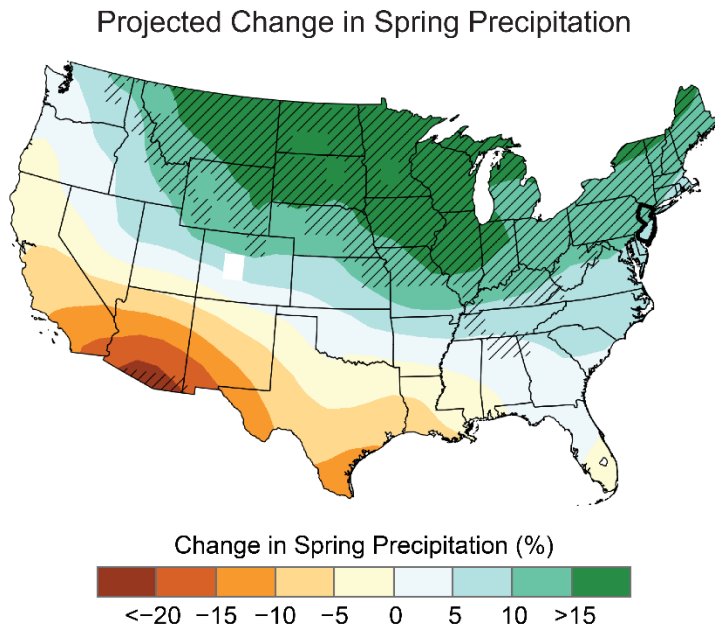 Projected Change in Spring Precipitation
Change in Spring Precipitation (%)
<−20 −15 −10 −5 0 5 10 >15